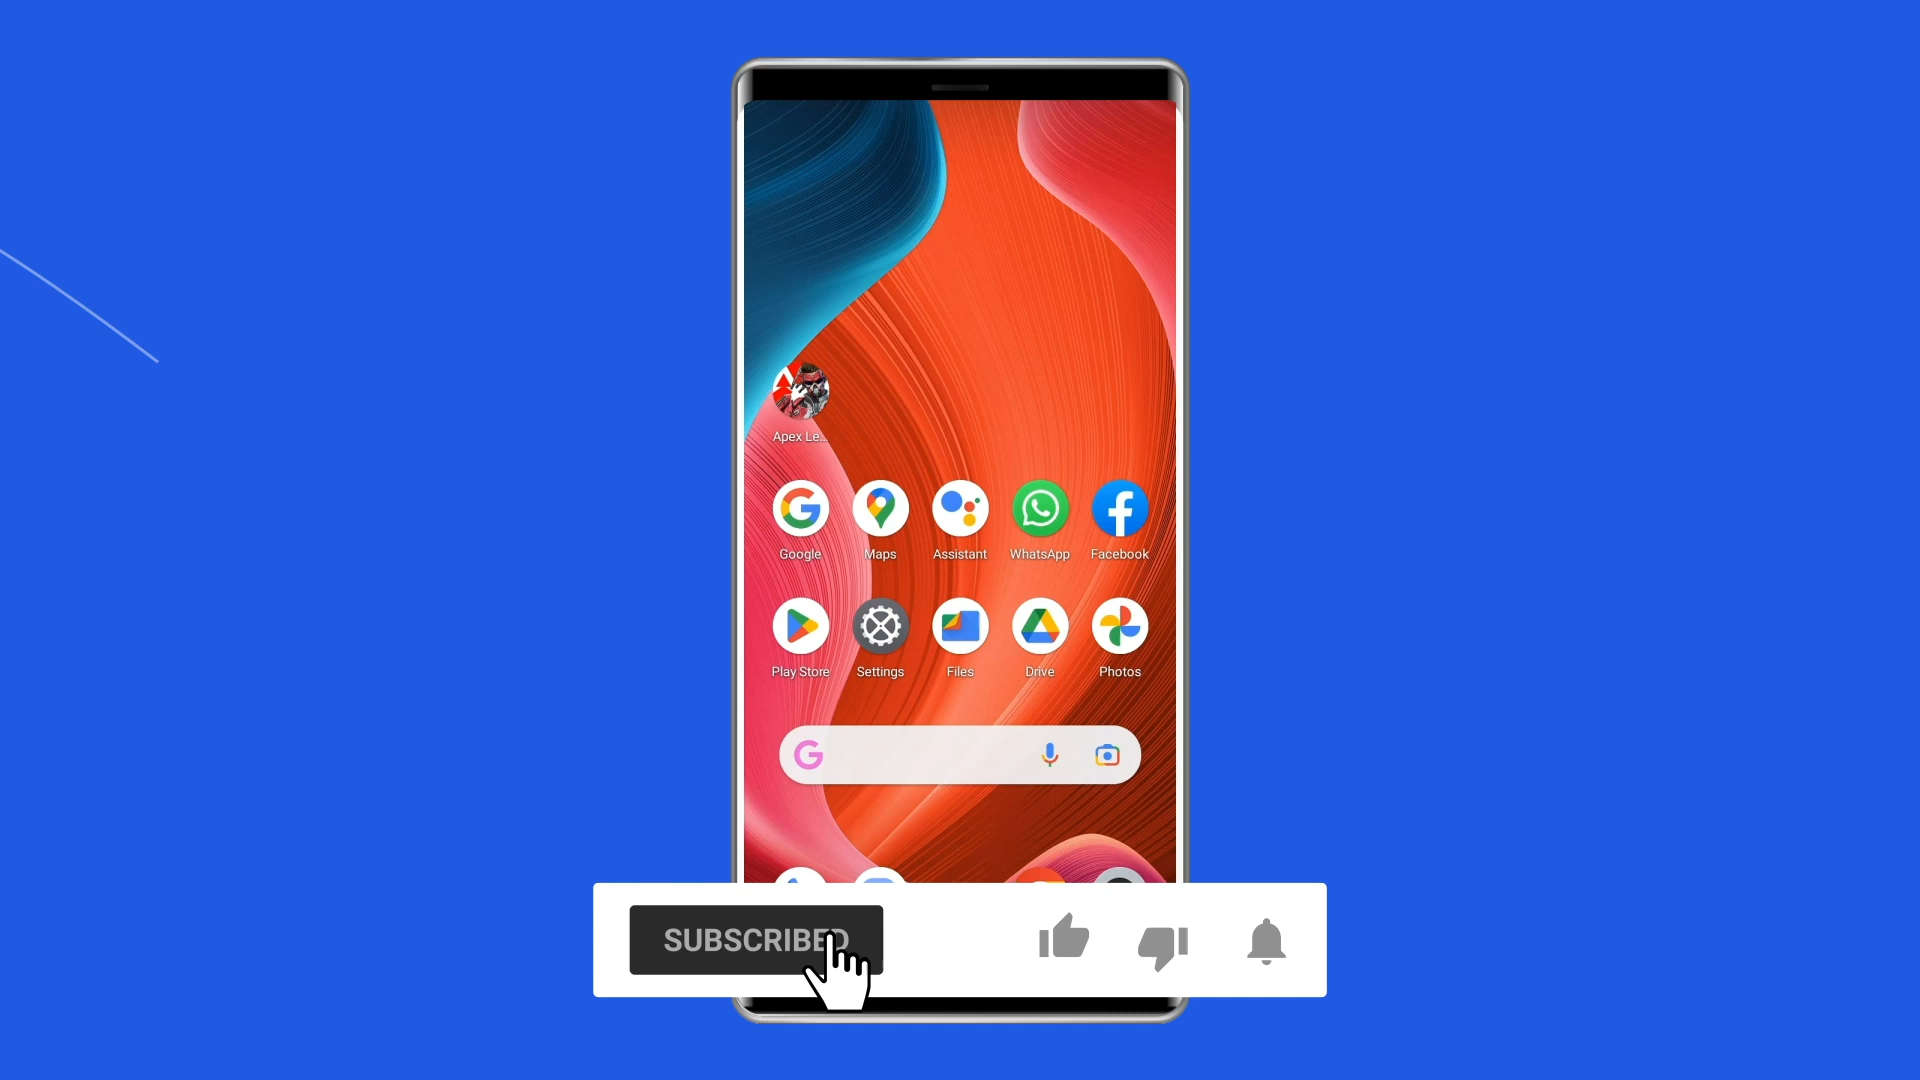 Apex Le...
Google Maps Assistant WhatsApp Facebook
Play Store Settings Files Drive Photos
SUBSCRIBED